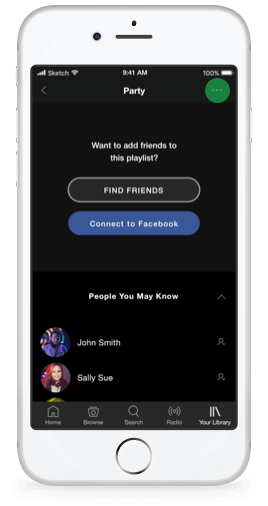 Sketch 9:41 AM 100%
Party
Want to add friends to
this playlist?
FIND FRIENDS
Connect to Facebook
People You May Know
John Smith
Sally Sue
Home Browse Search Radio Your Library